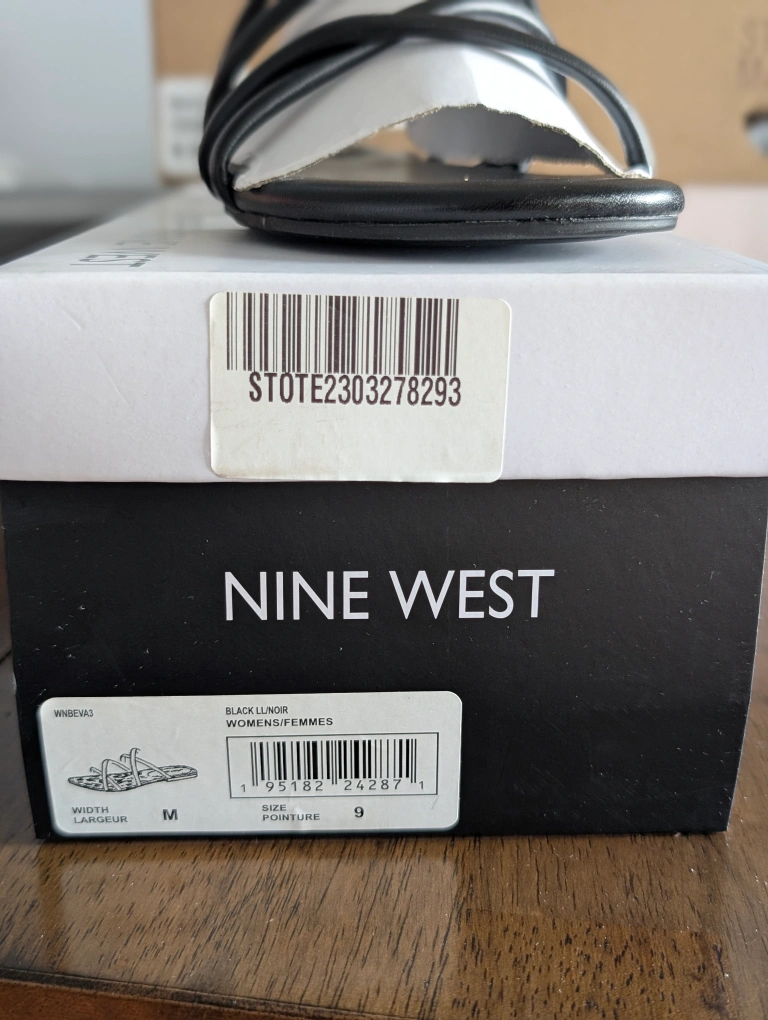 STOTE2303278293
NINE WEST
WNBEVA3
BLACK LL/NOIR
WOMENS/FEMMES
1 95182 24287 1
WIDTH
LARGEUR
M
SIZE
POINTURE
9